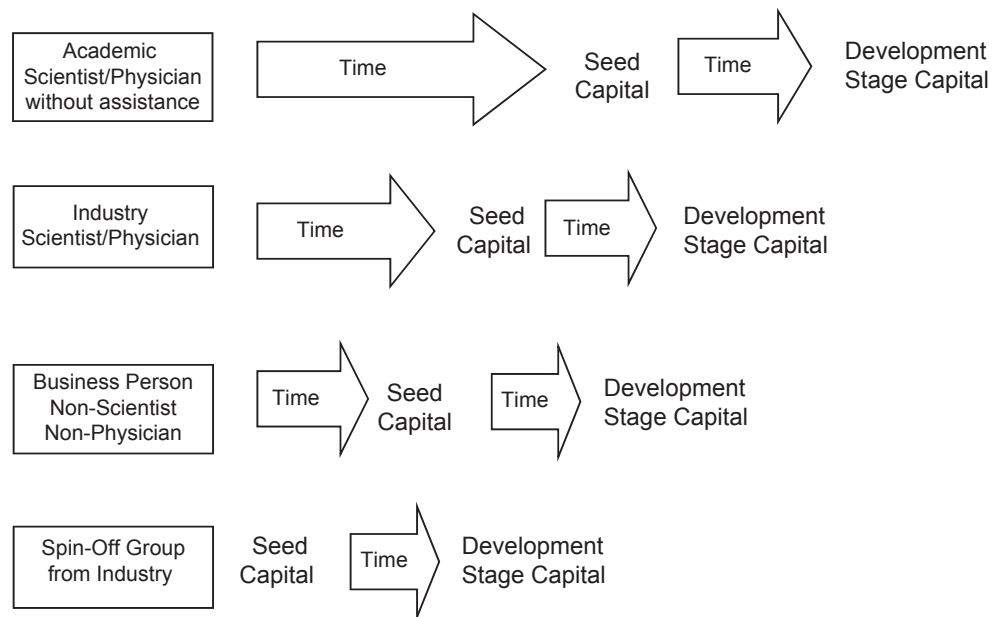 Academic
Scientist/Physician
without assistance
Time
Seed
Capital
Time
Development
Stage Capital
Industry
Scientist/Physician
Time
Seed
Capital
Time
Development
Stage Capital
Business Person
Non-Scientist
Non-Physician
Time
Seed
Capital
Time
Development
Stage Capital
Spin-Off Group
from Industry
Seed
Capital
Time
Development
Stage Capital